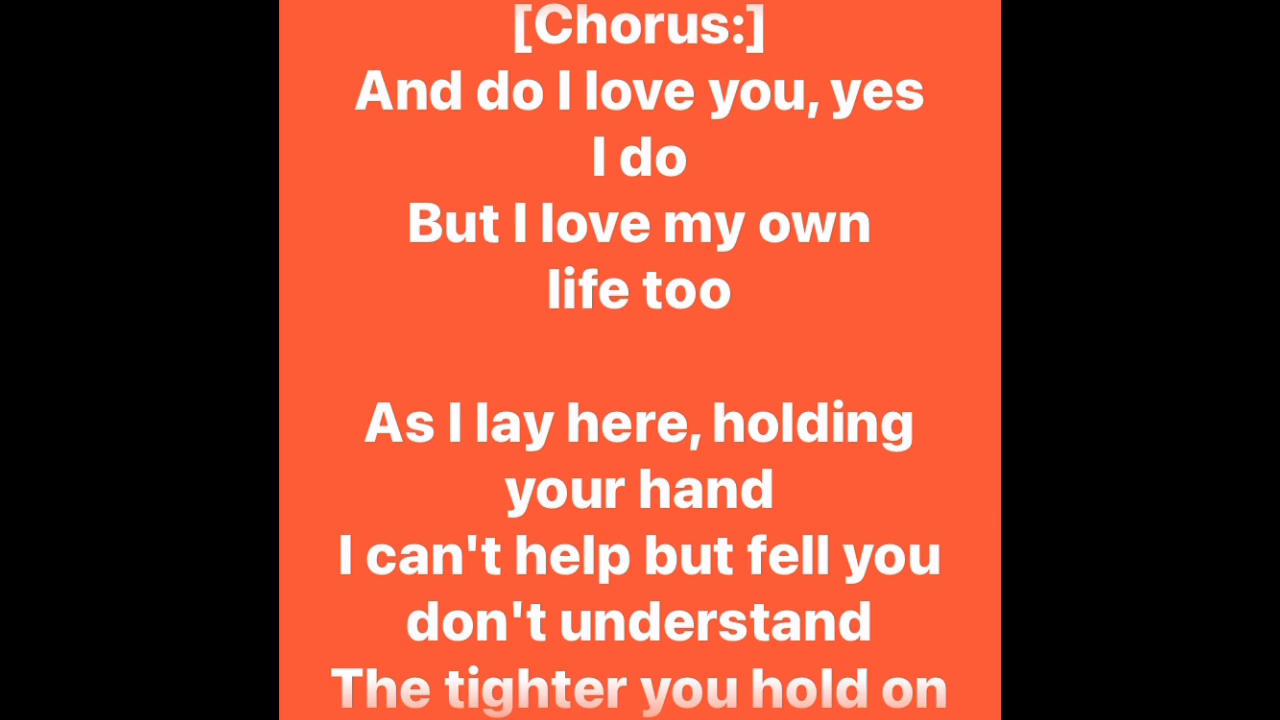 [Chorus:]
And do I love you, yes
I do
But I love my own
life too
As I lay here, holding
your hand
I can't help but fell you
don't understand
The tighter you hold on